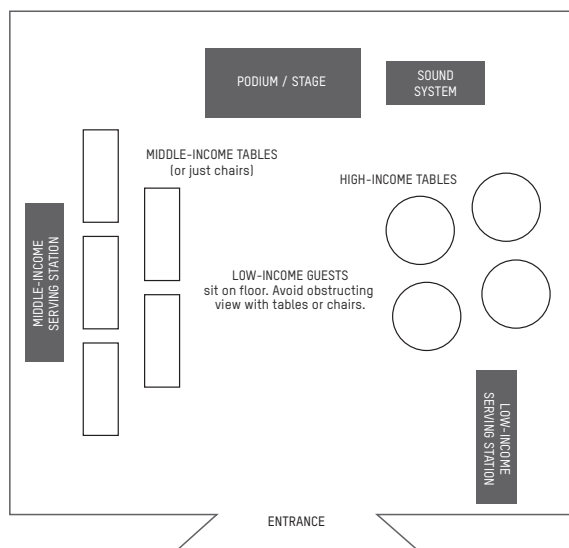 PODIUM / STAGE
SOUND
SYSTEM
MIDDLE-INCOME TABLES
(or just chairs)
HIGH-INCOME TABLES
MIDDLE-INCOME
SERVING STATION
LOW-INCOME GUESTS
sit on floor. Avoid obstructing
view with tables or chairs.
LOW-INCOME
SERVING STATION
ENTRANCE